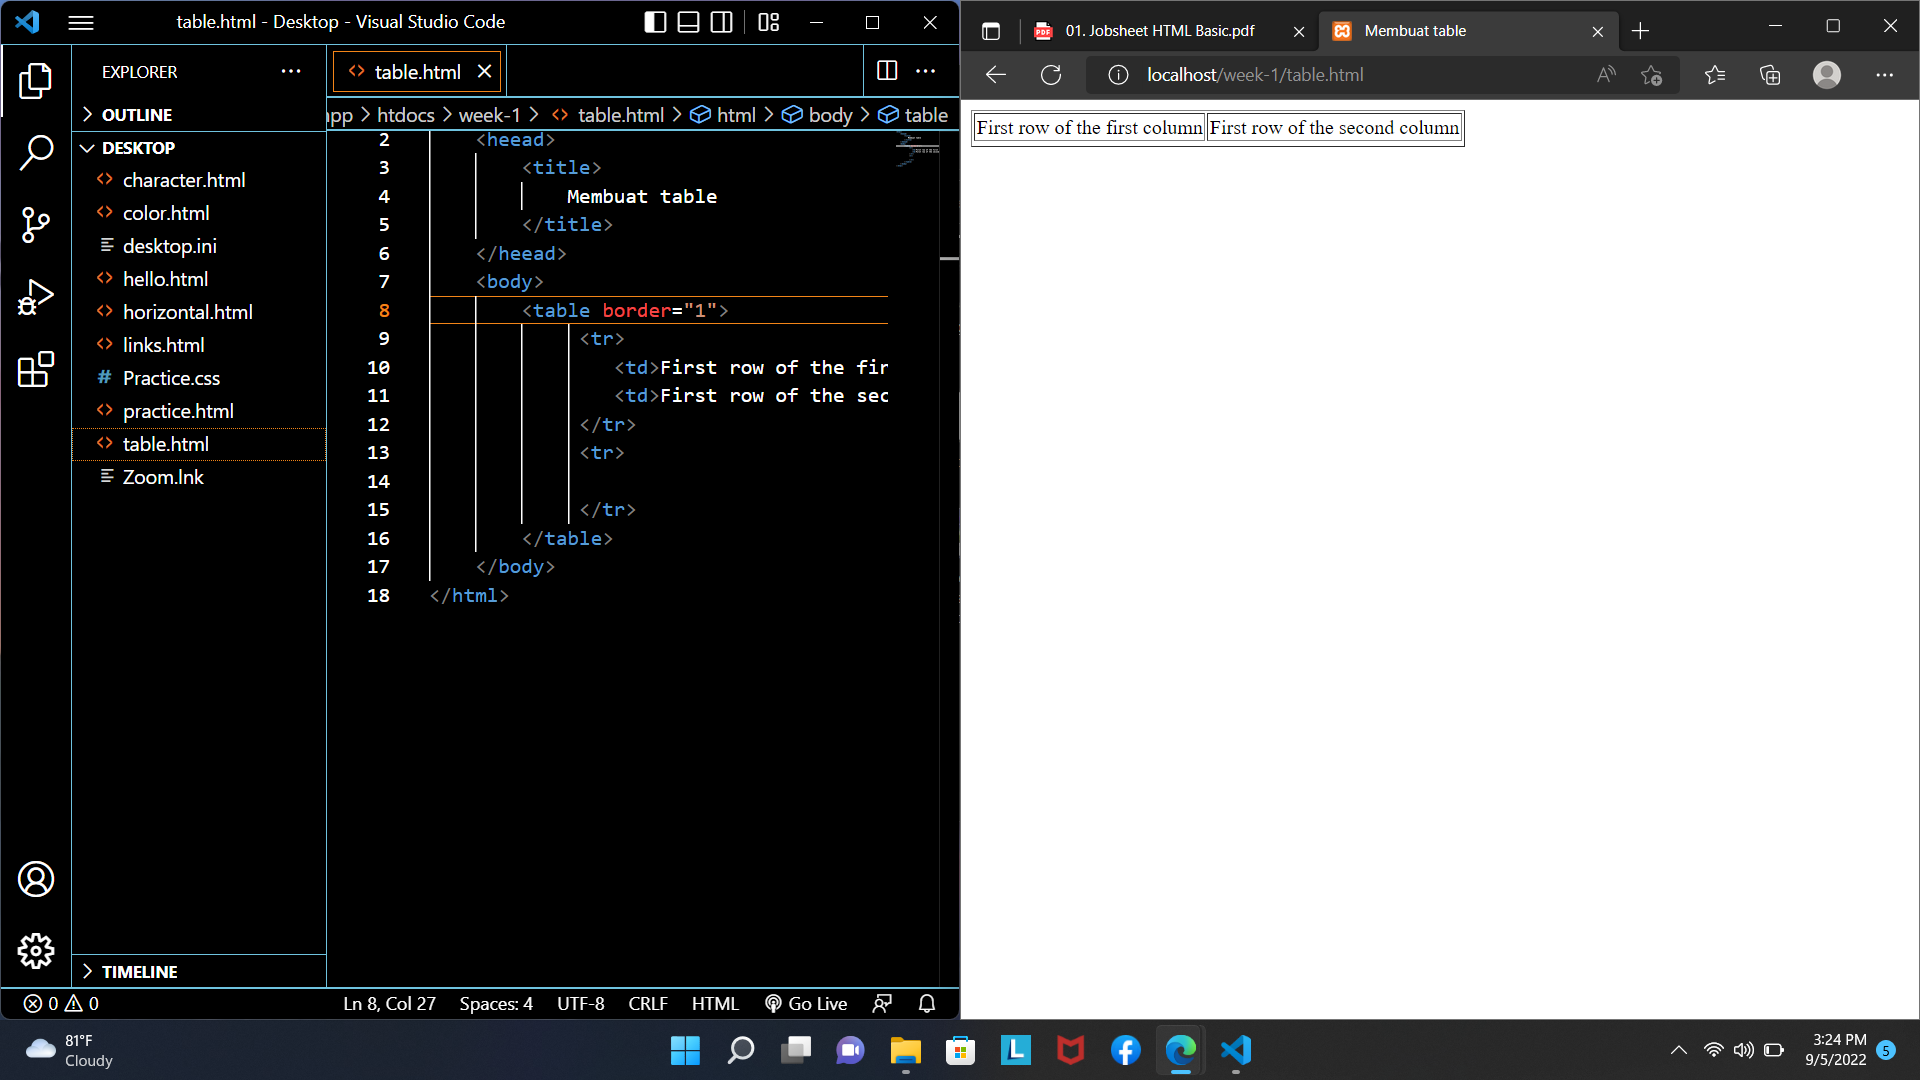 table.html - Desktop - Visual Studio Code
EXPLORER
OUTLINE
DESKTOP
character.html
color.html
desktop.ini
hello.html
horizontal.html
links.html
# Practice.css
practice.html
table.html
Zoom.lnk
TIMELINE
table.html
pp > htdocs > week-1 > table.html > html > body > table
2 <heead>
3 <title>
4 Membuat table
5 </title>
6 </heead>
7 <body>
8 <table border="1">
9 <tr>
10 <td>First row of the fir
11 <td>First row of the sec
12 </tr>
13 <tr>
14
15 </tr>
16 </table>
17 </body>
18 </html>
0 0 Ln 8, Col 27 Spaces: 4 UTF-8 CRLF HTML Go Live
PDF 01. Jobsheet HTML Basic.pdf
Membuat table
localhost/week-1/table.html
First row of the first column First row of the second column
81°F
Cloudy
L
3:24 PM
9/5/2022
5